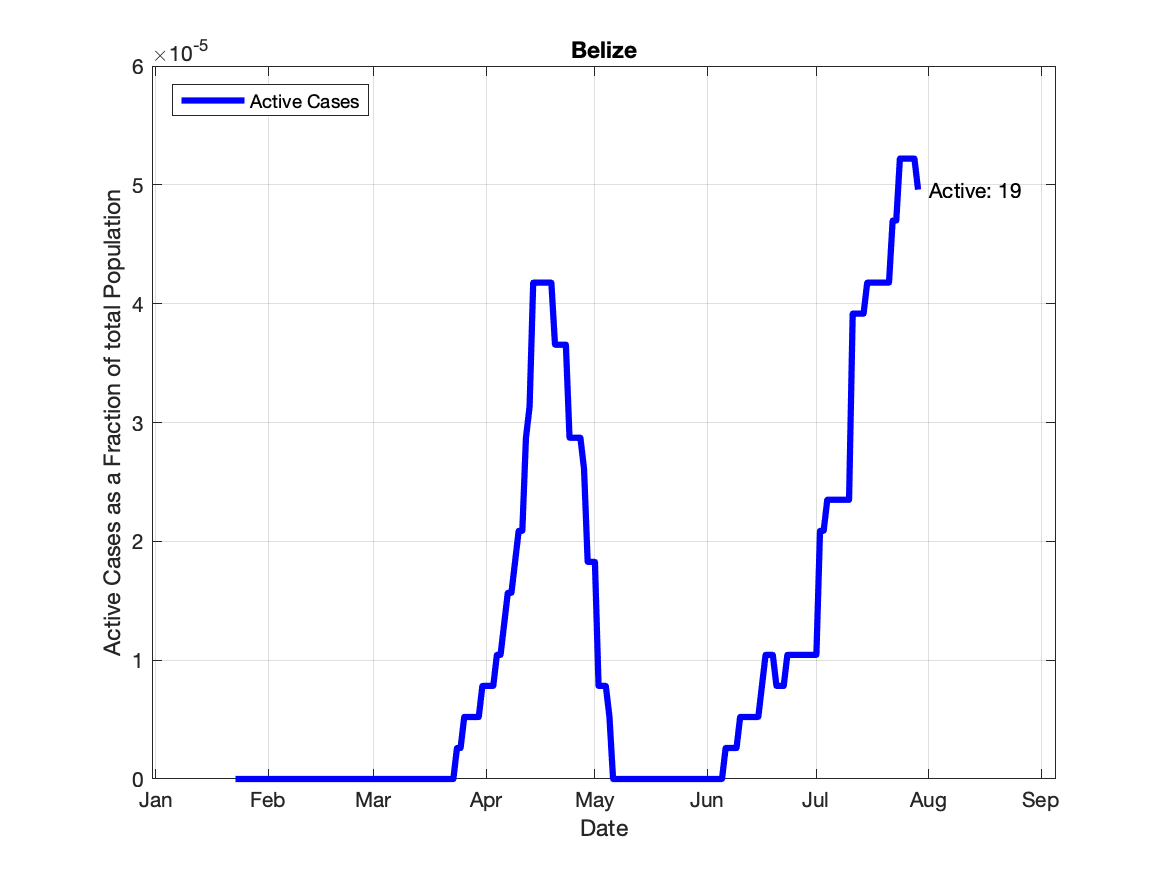 Belize
×10-5
6
5
4
3
2
1
0
Active Cases
Active: 19
Active Cases as a Fraction of total Population
Jan Feb Mar Apr May Jun Jul Aug Sep
Date